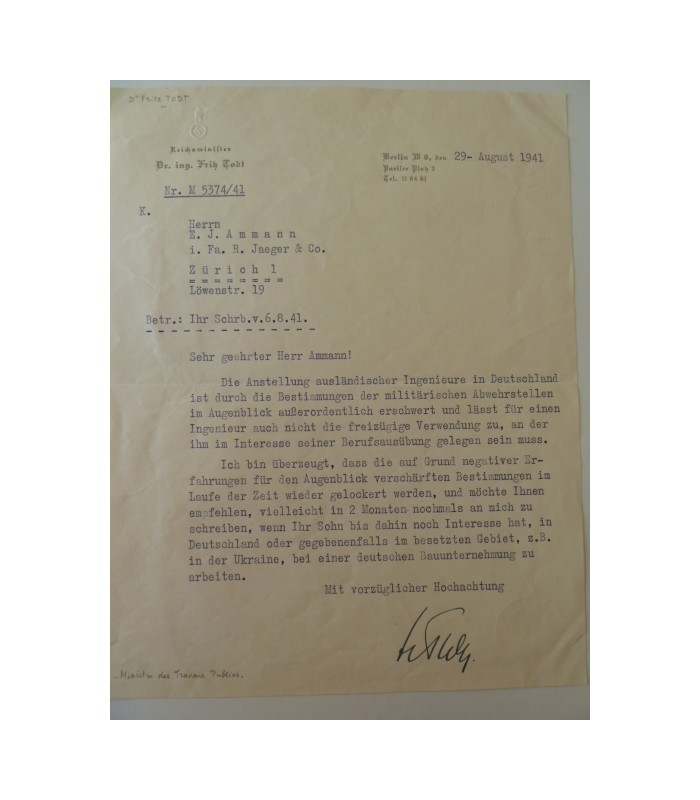 Dr Fritz TODT
Reichsminister
Dr. ing. Fritz Todt
Berlin W 8, den 29- August 1941
Pariser Platz 3
Tel. 11 64 81
Nr. M 5374/41
K.
Herrn
E. J. Ammann
i. Fa. R. Jaeger & Co.
Zürich 1
Löwenstr. 19
Betr.: Ihr Schrb.v.6.8.41.
Sehr geehrter Herr Ammann!
Die Anstellung ausländischer Ingenieure in Deutschland
ist durch die Bestimmungen der militärischen Abwehrstellen
im Augenblick außerordentlich erschwert und lässt für einen
Ingenieur auch nicht die freizügige Verwendung zu, an der
ihm im Interesse seiner Berufsausübung gelegen sein muss.
Ich bin überzeugt, dass die auf Grund negativer Er-
fahrungen für den Augenblick verschärften Bestimmungen im
Laufe der Zeit wieder gelockert werden, und möchte Ihnen
empfehlen, vielleicht in 2 Monaten nochmals an mich zu
schreiben, wenn Ihr Sohn bis dahin noch Interesse hat, in
Deutschland oder gegebenenfalls im besetzten Gebiet, z.B.
in der Ukraine, bei einer deutschen Bauunternehmung zu
arbeiten.
Mit vorzüglicher Hochachtung
Ministre des Travaux Publics.